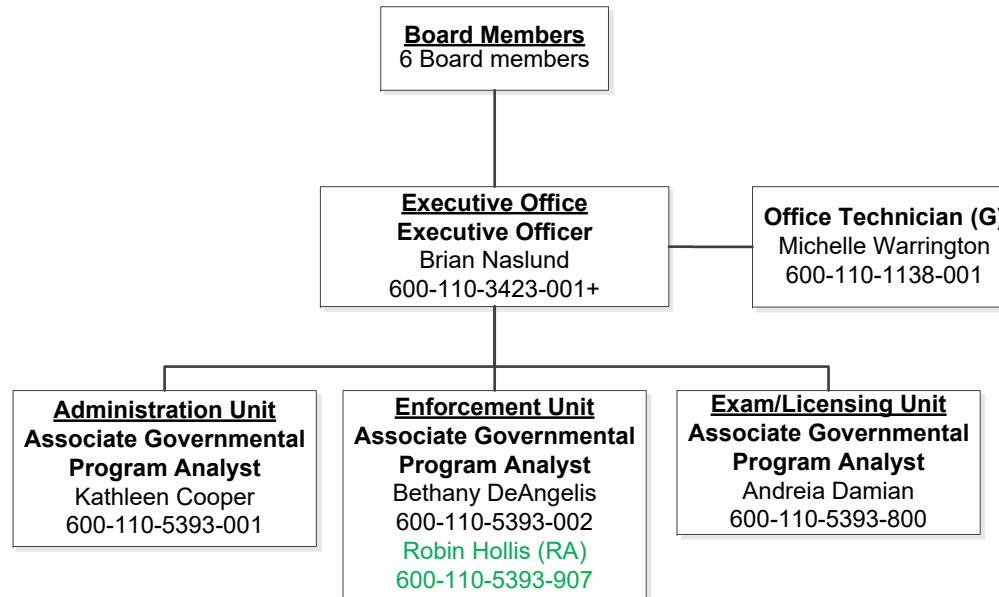 Board Members
6 Board members
Executive Office
Executive Officer
Brian Naslund
600-110-3423-001+
Office Technician (G)
Michelle Warrington
600-110-1138-001
Administration Unit
Associate Governmental
Program Analyst
Kathleen Cooper
600-110-5393-001
Enforcement Unit
Associate Governmental
Program Analyst
Bethany DeAngelis
600-110-5393-002
Robin Hollis (RA)
600-110-5393-907
Exam/Licensing Unit
Associate Governmental
Program Analyst
Andreia Damian
600-110-5393-800